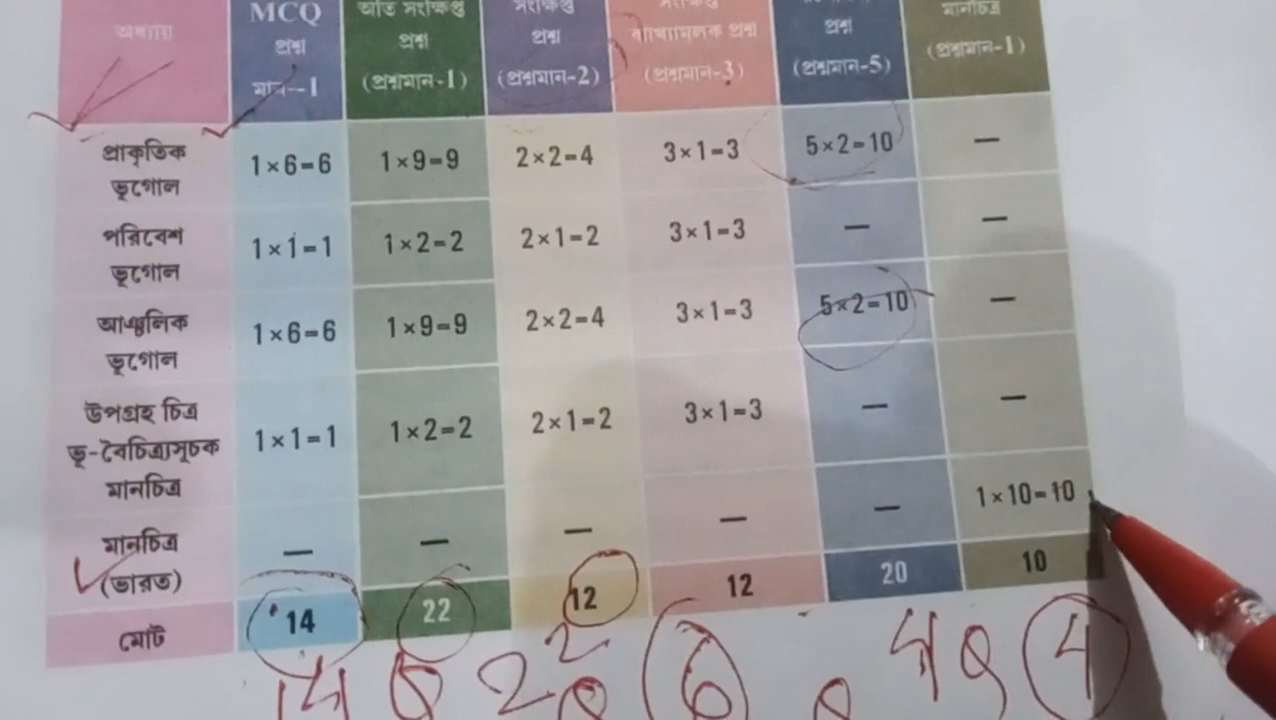 অধ্যায়
MCQ
প্রশ্ন
মান--1
অতি সংক্ষিপ্ত
প্রশ্ন
(প্রশ্নমান-1)
সংক্ষিপ্ত
প্রশ্ন
(প্রশ্নমান-2)
সংক্ষিপ্ত
ব্যাখ্যামূলক প্রশ্ন
(প্রশ্নমান-3)
প্রশ্ন
(প্রশ্নমান-5)
মানচিত্র
(প্রশ্নমান-1)
প্রাকৃতিক
ভূগোল
1×6=6 1×9=9 2×2=4 3×1=3 5×2=10 —
পরিবেশ
ভূগোল
1×1=1 1×2=2 2×1=2 3×1=3 — —
আঞ্চলিক
ভূগোল
1×6=6 1×9=9 2×2=4 3×1=3 5×2=10 —
উপগ্রহ চিত্র
ভূ-বৈচিত্র্যসূচক
মানচিত্র
1×1=1 1×2=2 2×1=2 3×1=3 — —
মানচিত্র
(ভারত)
— — — — — 1×10=10
মোট 14 22 12 12 20 10